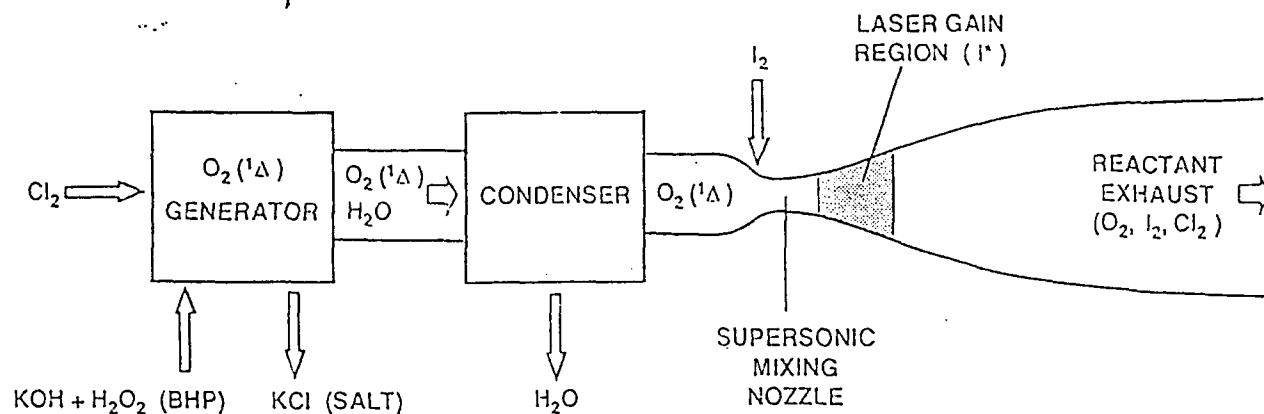 LASER GAIN
REGION (I*)
I₂
Cl₂
O₂(¹Δ)
GENERATOR
O₂(¹Δ)
H₂O
CONDENSER
O₂(¹Δ)
REACTANT
EXHAUST
(O₂, I₂, Cl₂)
SUPERSONIC
MIXING
NOZZLE
KOH + H₂O₂ (BHP)
KCl (SALT)
H₂O